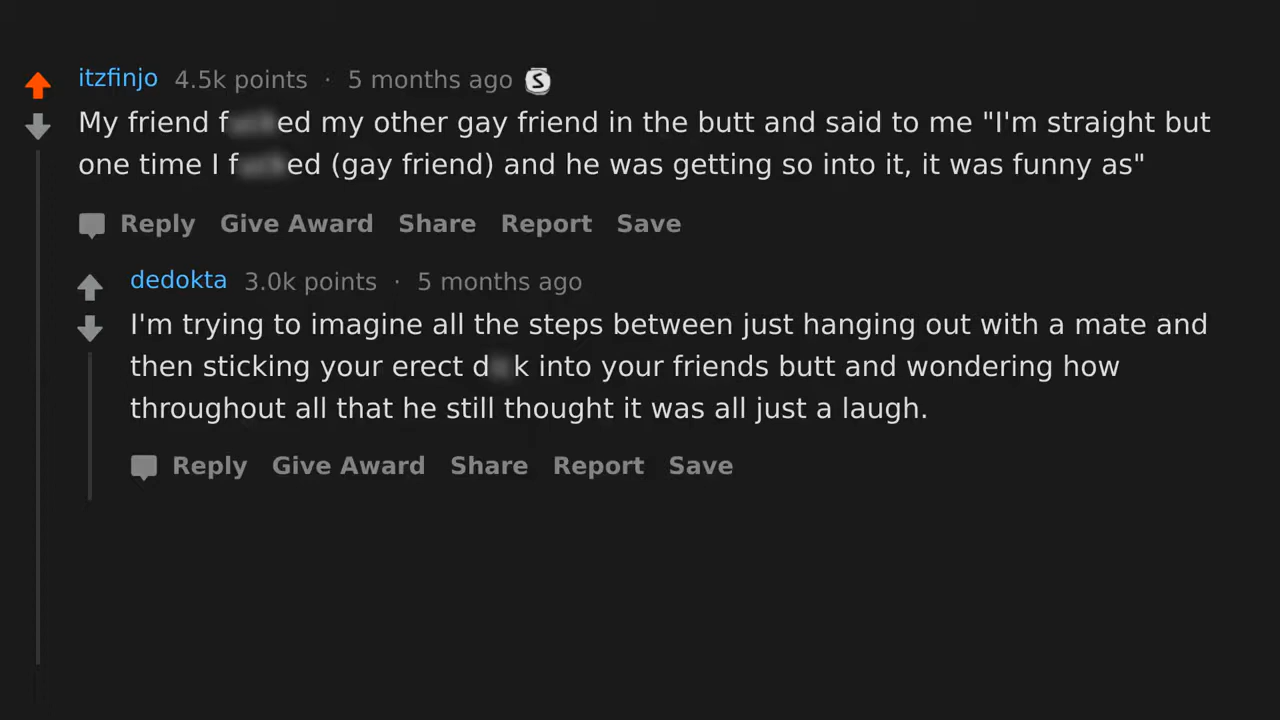 itzfinjo 4.5k points · 5 months ago S
My friend f ed my other gay friend in the butt and said to me "I'm straight but
one time I f ed (gay friend) and he was getting so into it, it was funny as"
Reply Give Award Share Report Save
dedokta 3.0k points · 5 months ago
I'm trying to imagine all the steps between just hanging out with a mate and
then sticking your erect d k into your friends butt and wondering how
throughout all that he still thought it was all just a laugh.
Reply Give Award Share Report Save